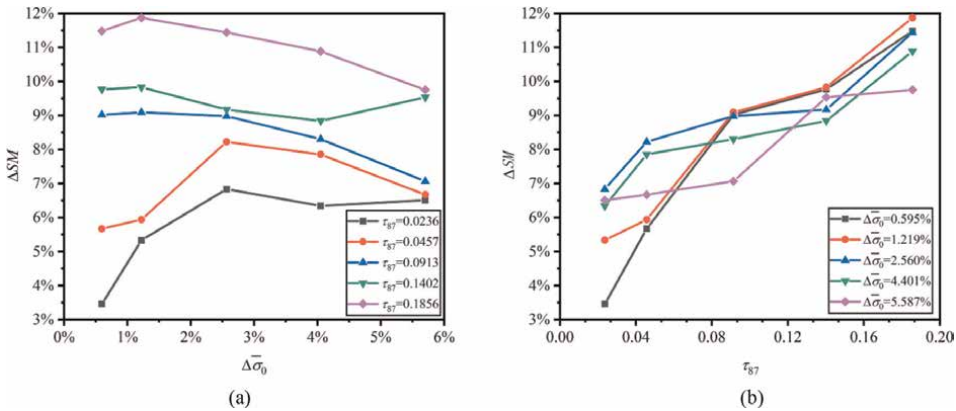 12%
11%
10%
9%
8%
7%
6%
5%
4%
3%
ΔSM
0%
1%
2%
3%
4%
5%
6%
Δσ̅₀
τ₈₇=0.0236
τ₈₇=0.0457
τ₈₇=0.0913
τ₈₇=0.1402
τ₈₇=0.1856
(a)
12%
11%
10%
9%
8%
7%
6%
5%
4%
3%
ΔSM
0.00
0.04
0.08
0.12
0.16
0.20
τ₈₇
Δσ̅₀=0.595%
Δσ̅₀=1.219%
Δσ̅₀=2.560%
Δσ̅₀=4.401%
Δσ̅₀=5.587%
(b)